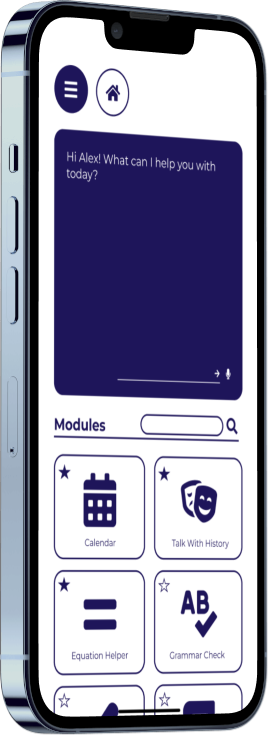 Hi Alex! What can I help you with
today?
Modules
Calendar
Talk With History
Equation Helper
AB
Grammar Check